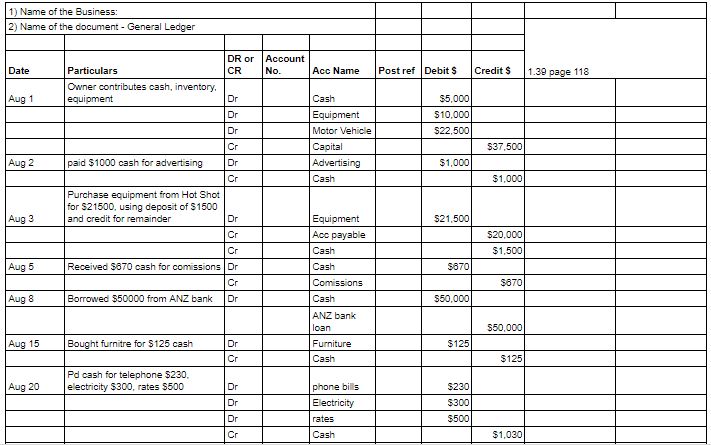 1) Name of the Business:
2) Name of the document - General Ledger
Date Particulars DR or CR Account No. Acc Name Post ref Debit $ Credit $ 1.39 page 118
Aug 1 Owner contributes cash, inventory, equipment Dr Cash $5,000
Dr Equipment $10,000
Dr Motor Vehicle $22,500
Cr Capital $37,500
Aug 2 paid $1000 cash for advertising Dr Advertising $1,000
Cr Cash $1,000
Aug 3 Purchase equipment from Hot Shot for $21500, using deposit of $1500 and credit for remainder Dr Equipment $21,500
Cr Acc payable $20,000
Cr Cash $1,500
Aug 5 Received $670 cash for comissions Dr Cash $670
Cr Comissions $670
Aug 8 Borrowed $50000 from ANZ bank Dr Cash $50,000
ANZ bank loan $50,000
Aug 15 Bought furnitre for $125 cash Dr Furniture $125
Cr Cash $125
Aug 20 Pd cash for telephone $230, electricity $300, rates $500 Dr phone bills $230
Dr Electricity $300
Dr rates $500
Cr Cash $1,030